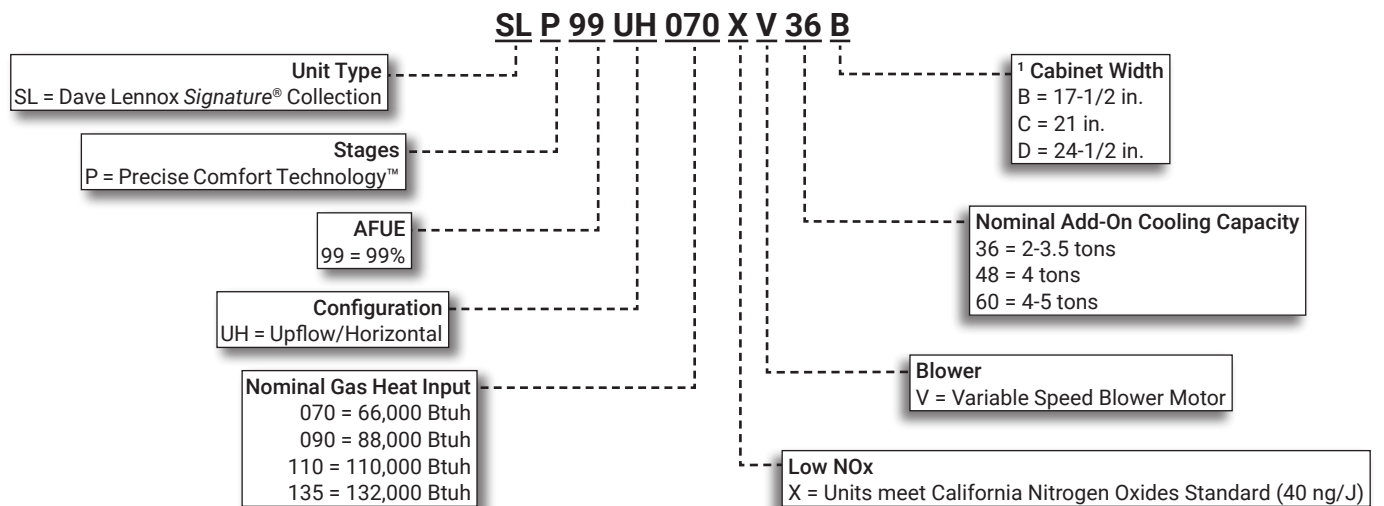 SL P 99 UH 070 X V 36 B
Unit Type
SL = Dave Lennox Signature® Collection
Stages
P = Precise Comfort Technology™
AFUE
99 = 99%
Configuration
UH = Upflow/Horizontal
Nominal Gas Heat Input
070 = 66,000 Btuh
090 = 88,000 Btuh
110 = 110,000 Btuh
135 = 132,000 Btuh
¹ Cabinet Width
B = 17-1/2 in.
C = 21 in.
D = 24-1/2 in.
Nominal Add-On Cooling Capacity
36 = 2-3.5 tons
48 = 4 tons
60 = 4-5 tons
Blower
V = Variable Speed Blower Motor
Low NOx
X = Units meet California Nitrogen Oxides Standard (40 ng/J)